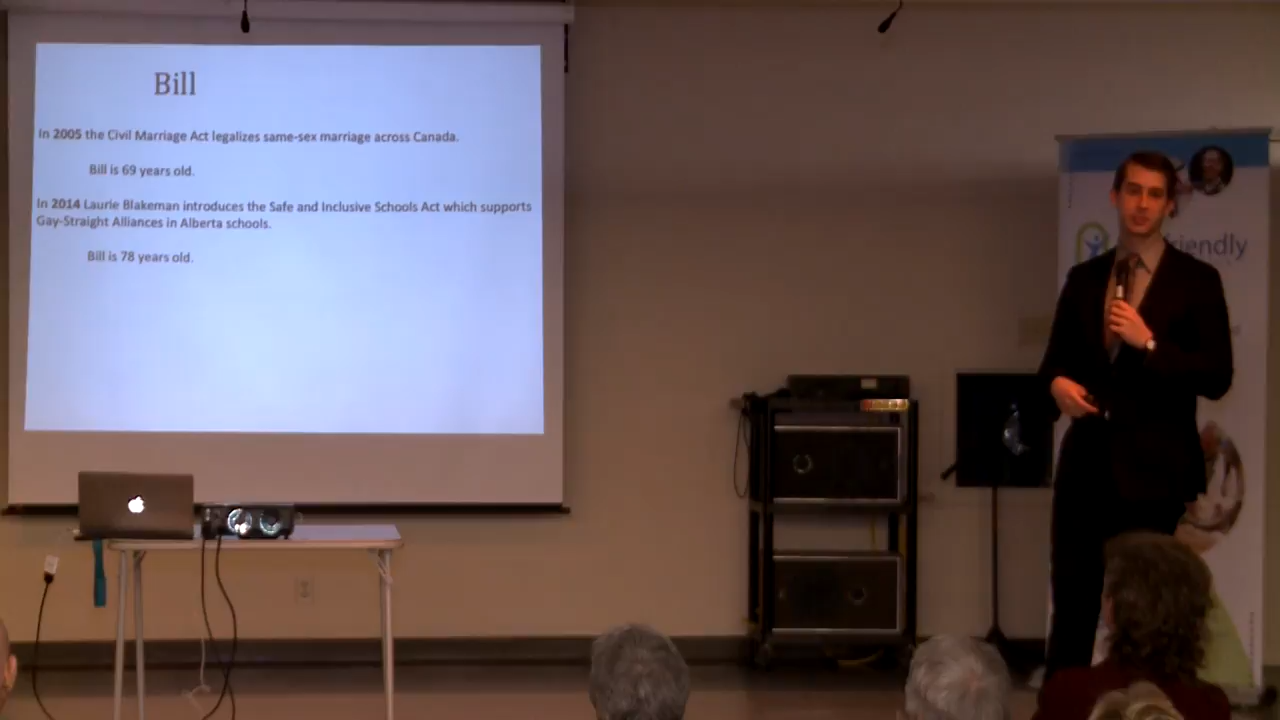 Bill
In 2005 the Civil Marriage Act legalizes same-sex marriage across Canada.
Bill is 69 years old.
In 2014 Laurie Blakeman introduces the Safe and Inclusive Schools Act which supports
Gay-Straight Alliances in Alberta schools.
Bill is 78 years old.
riendly